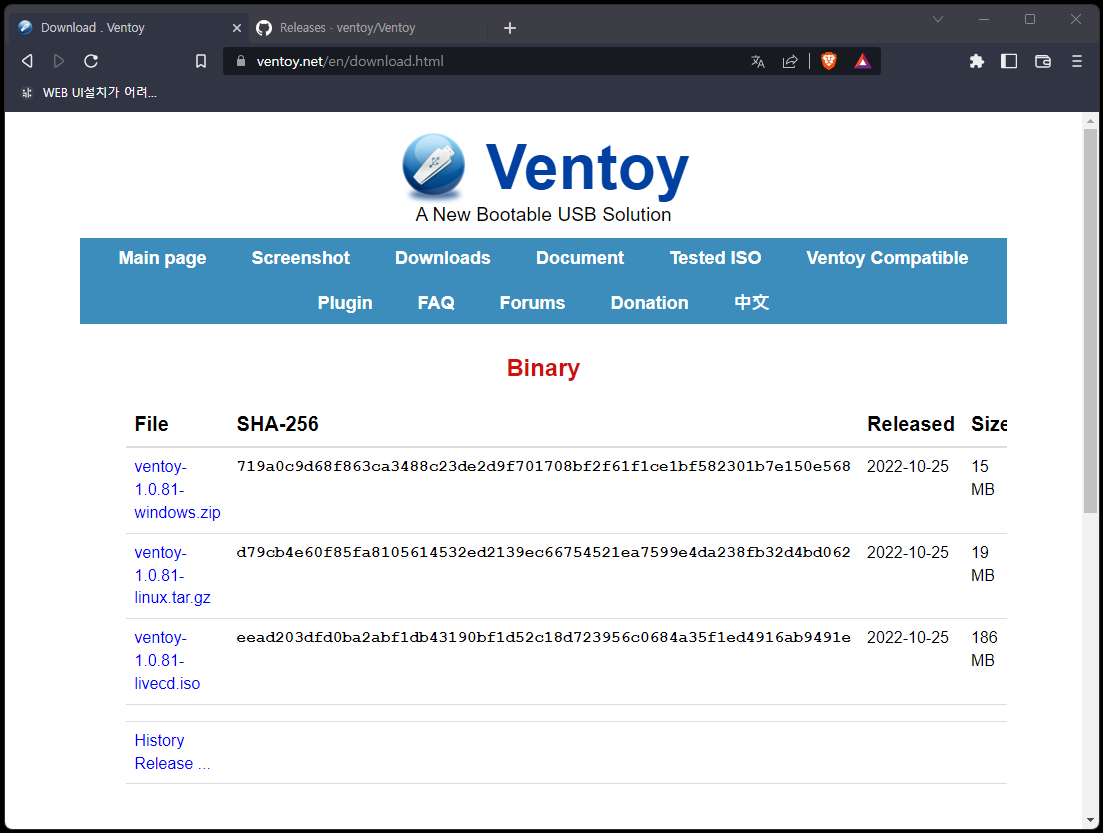 Download . Ventoy
Releases · ventoy/Ventoy
ventoy.net/en/download.html
WEB UI설치가 어려...
Ventoy
A New Bootable USB Solution
Main page Screenshot Downloads Document Tested ISO Ventoy Compatible
Plugin FAQ Forums Donation 中文
Binary
File SHA-256 Released Size
ventoy- 719a0c9d68f863ca3488c23de2d9f701708bf2f61f1ce1bf582301b7e150e568 2022-10-25 15
1.0.81- MB
windows.zip
ventoy- d79cb4e60f85fa8105614532ed2139ec66754521ea7599e4da238fb32d4bd062 2022-10-25 19
1.0.81- MB
linux.tar.gz
ventoy- eead203dfd0ba2abf1db43190bf1d52c18d723956c0684a35f1ed4916ab9491e 2022-10-25 186
1.0.81- MB
livecd.iso
History
Release ...